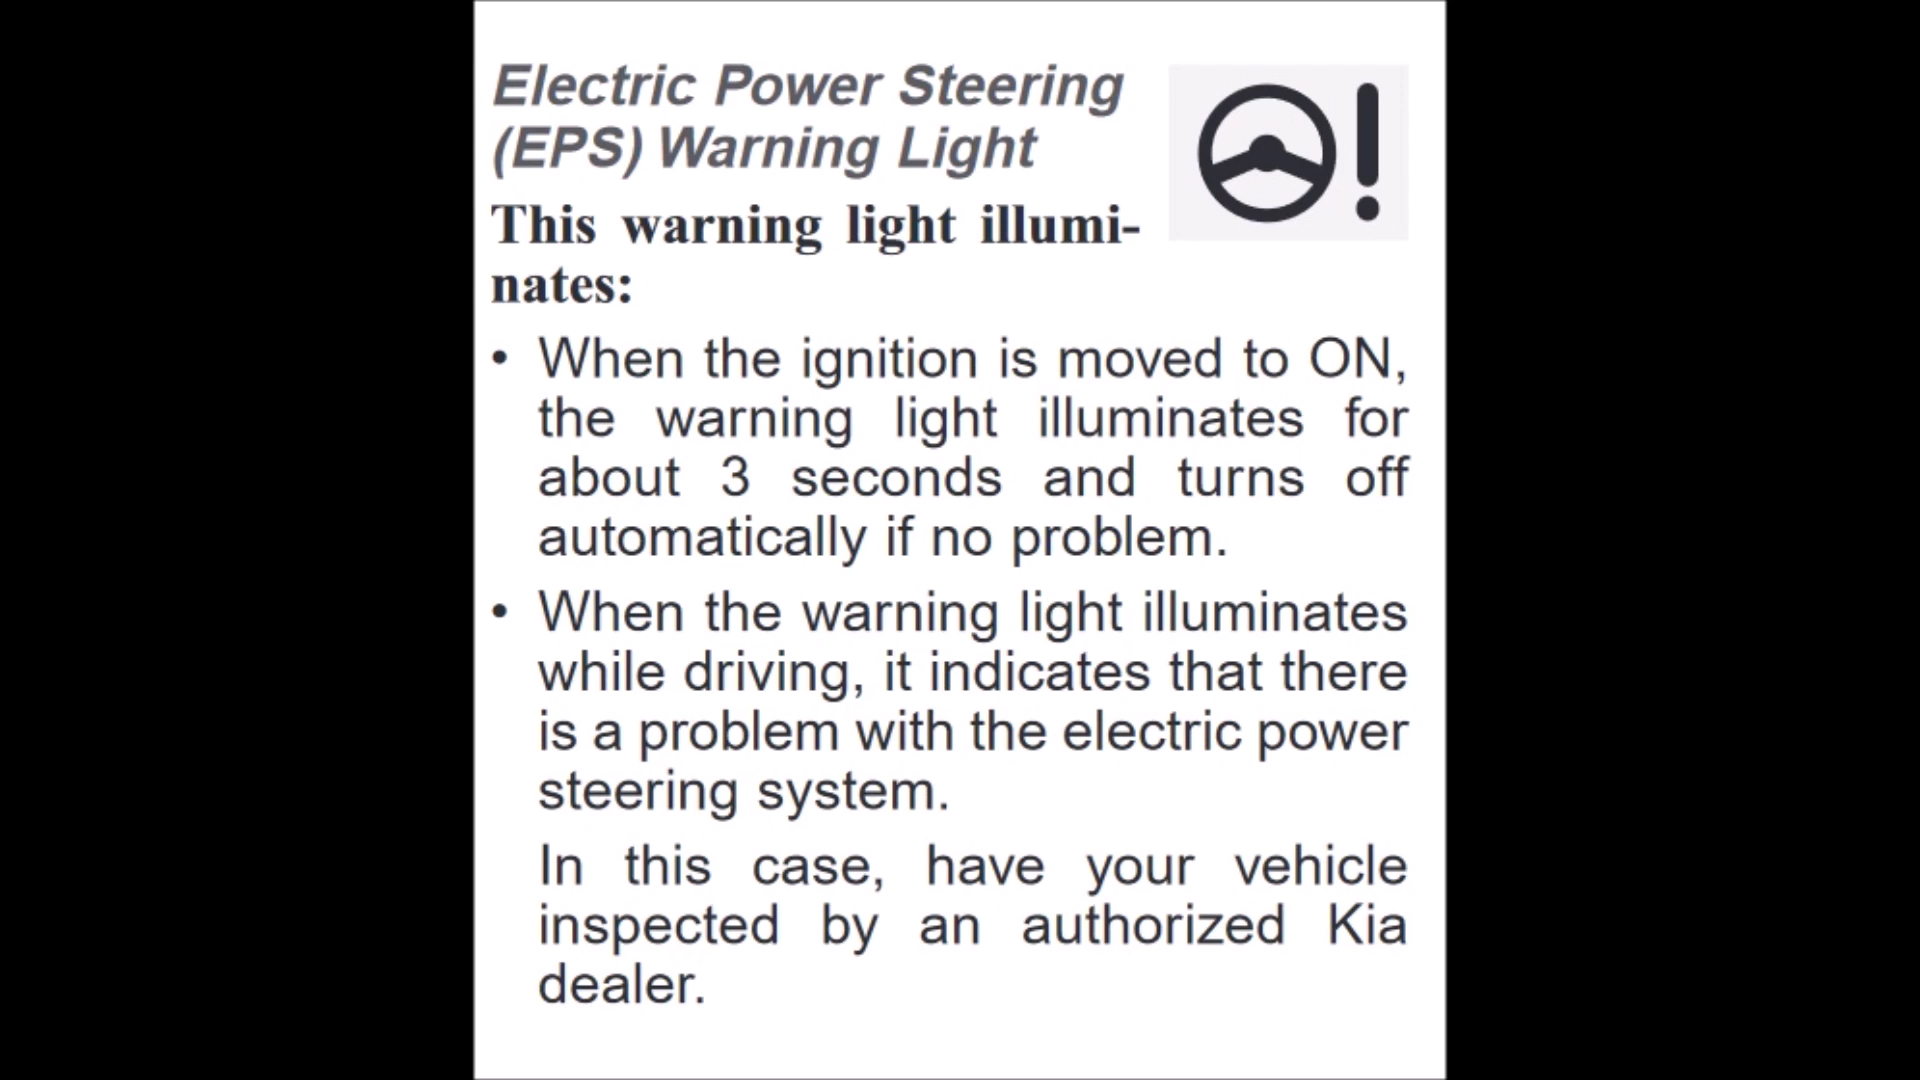 Electric Power Steering
(EPS) Warning Light
This warning light illumi-
nates:
• When the ignition is moved to ON,
the warning light illuminates for
about 3 seconds and turns off
automatically if no problem.
• When the warning light illuminates
while driving, it indicates that there
is a problem with the electric power
steering system.
In this case, have your vehicle
inspected by an authorized Kia
dealer.